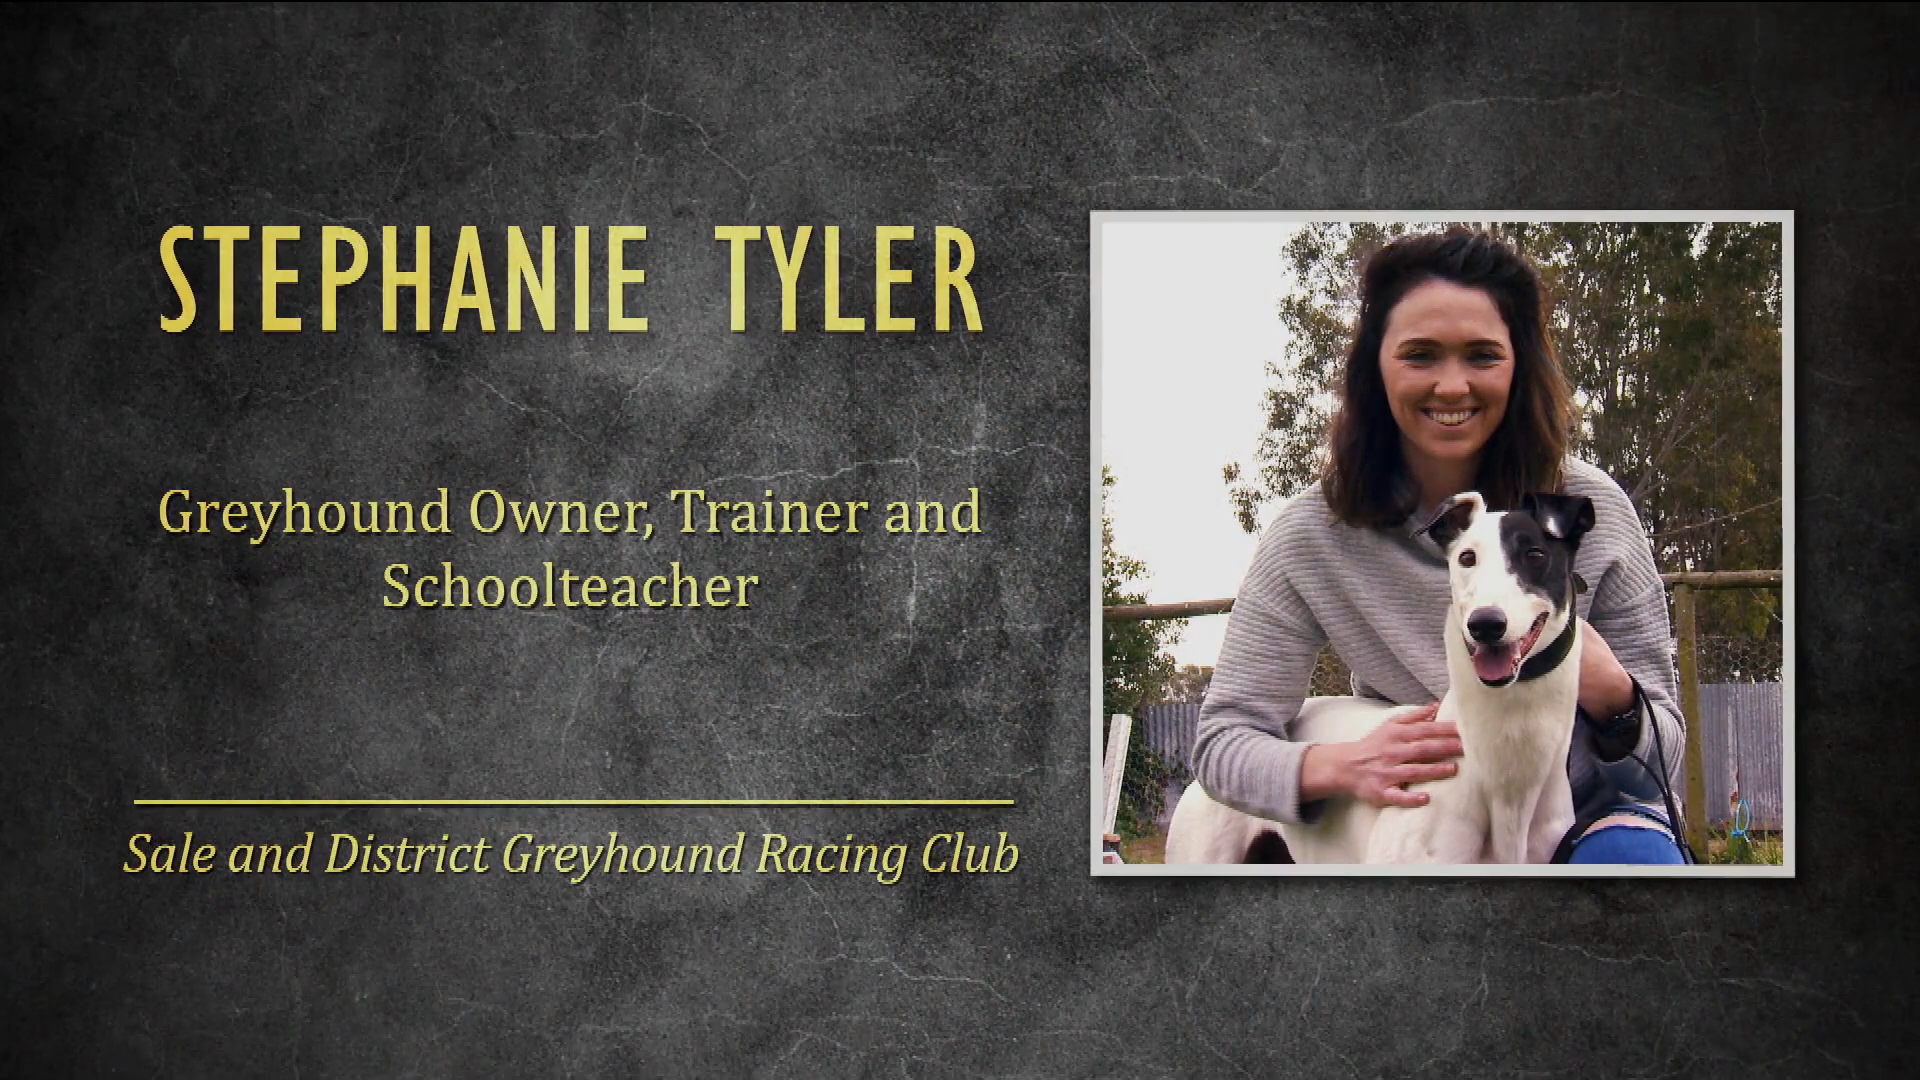 STEPHANIE TYLER
Greyhound Owner, Trainer and
Schoolteacher
Sale and District Greyhound Racing Club